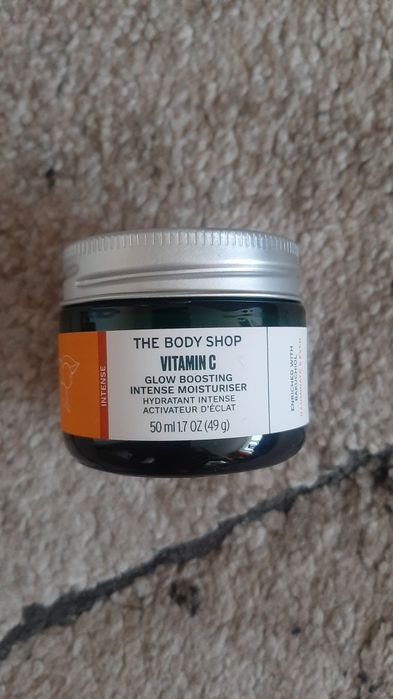 THE BODY SHOP
VITAMIN C
GLOW BOOSTING
INTENSE MOISTURISER
HYDRATANT INTENSE
ACTIVATEUR D'ÉCLAT
50 ml 1.7 OZ (49 g)
INTENSE
ENRICHED WITH
BAKUCHIOL